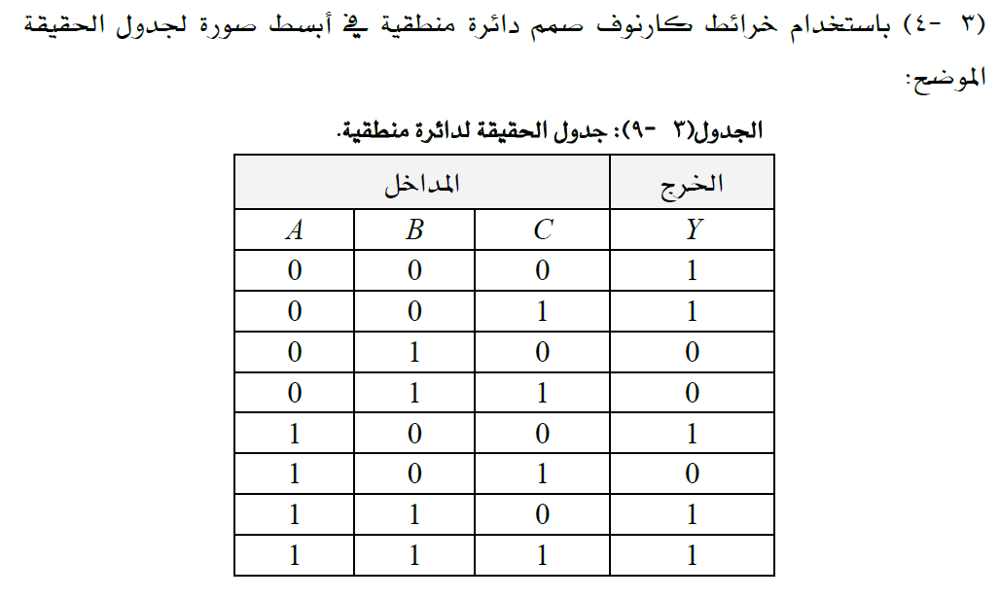 (٣ -٤) باستخدام خرائط كارنوف صمم دائرة منطقية في أبسط صورة لجدول الحقيقة
الموضح:
الجدول(٣ -٩): جدول الحقيقة لدائرة منطقية.
المداخل الخرج
A B C Y
0 0 0 1
0 0 1 1
0 1 0 0
0 1 1 0
1 0 0 1
1 0 1 0
1 1 0 1
1 1 1 1